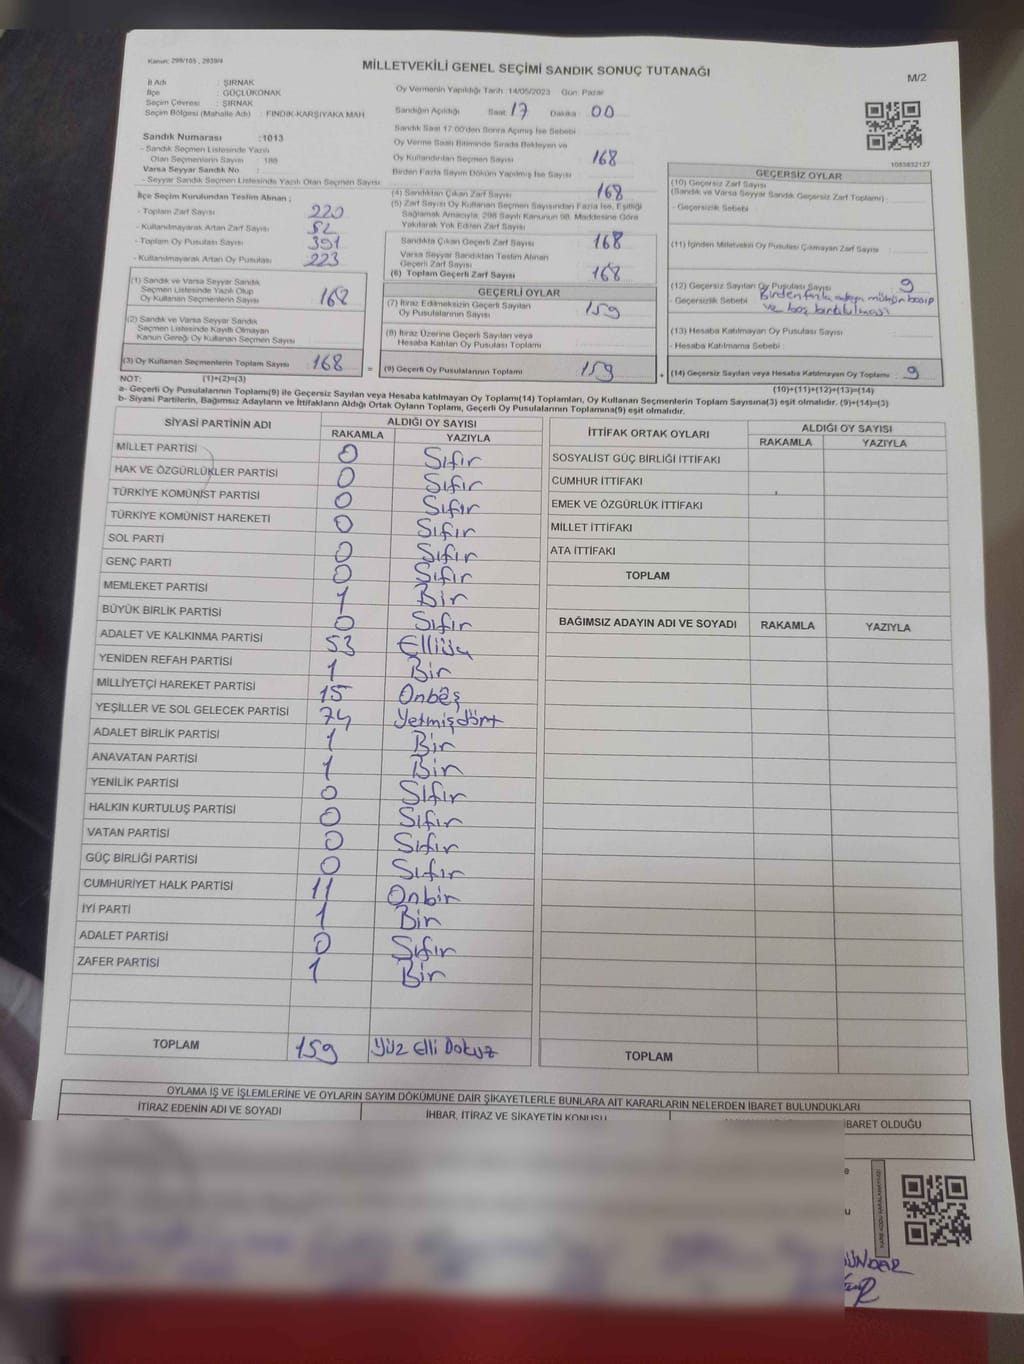 Kanun: 298/105 , 2839/4
MİLLETVEKİLİ GENEL SEÇİMİ SANDIK SONUÇ TUTANAĞI
M/2
İl Adı : ŞIRNAK
İlçe : GÜÇLÜKONAK
Seçim Çevresi : ŞIRNAK
Seçim Bölgesi (Mahalle Adı) : FINDIK-KARŞIYAKA MAH.
Sandık Numarası :1013
- Sandık Seçmen Listesinde Yazılı
Olan Seçmenlerin Sayısı : 188
Varsa Seyyar Sandık No :
- Seyyar Sandık Seçmen Listesinde Yazılı Olan Seçmen Sayısı
İlçe Seçim Kurulundan Teslim Alınan ;
- Toplam Zarf Sayısı : 220
- Kullanılmayarak Artan Zarf Sayısı : 52
- Toplam Oy Pusulası Sayısı : 391
- Kullanılmayarak Artan Oy Pusulası : 223
(1) Sandık ve Varsa Seyyar Sandık
Seçmen Listesinde Yazılı Olup
Oy Kullanan Seçmenlerin Sayısı : 168
(2) Sandık ve Varsa Seyyar Sandık
Seçmen Listesinde Kayıtlı Olmayan
Kanun Gereği Oy Kullanan Seçmen Sayısı :
(3) Oy Kullanan Seçmenlerin Toplam Sayısı : 168
Oy Vermenin Yapıldığı Tarih :14/05/2023 Gün: Pazar
Sandığın Açıldığı Saat 17 Dakika 00
Sandık Saat 17:00'den Sonra Açımış İse Sebebi
Oy Verme Saati Bitiminde Sırada Bekleyen ve
Oy Kullandırılan Seçmen Sayısı 168
Birden Fazla Sayım Döküm Yapılmış İse Sayısı
(4) Sandıktan Çıkan Zarf Sayısı 168
(5) Zarf Sayısı Oy Kullanan Seçmen Sayısından Fazla İse, Eşitliği
Sağlamak Amacıyla, 298 Sayılı Kanunun 98. Maddesine Göre
Yakılarak Yok Edilen Zarf Sayısı
Sandıkta Çıkan Geçerli Zarf Sayısı 168
Varsa Seyyar Sandıktan Teslim Alınan
Geçerli Zarf Sayısı
(6) Toplam Geçerli Zarf Sayısı 168
GEÇERLİ OYLAR
(7) İtiraz Edilmeksizin Geçerli Sayılan
Oy Pusulalarının Sayısı : 159
(8) İtiraz Üzerine Geçerli Sayılan veya
Hesaba Katılan Oy Pusulası Toplamı
= (9) Geçerli Oy Pusulalarının Toplamı 159
1083832127
GEÇERSİZ OYLAR
(10) Geçersiz Zarf Sayısı
(Sandık ve Varsa Seyyar Sandık Geçersiz Zarf Toplamı) :
- Geçersizlik Sebebi :
(11) İçinden Milletvekili Oy Pusulası Çıkmayan Zarf Sayısı :
(12) Geçersiz Sayılan Oy Pusulası Sayısı : 9
- Geçersizlik Sebebi :
ve boş bırakılması
(13) Hesaba Katılmayan Oy Pusulası Sayısı :
- Hesaba Katılmama Sebebi :
+ (14) Geçersiz Sayılan veya Hesaba Katılmayan Oy Toplamı : 9
NOT: (1)+(2)=(3) (10)+(11)+(12)+(13)=(14)
a- Geçerli Oy Pusulalarının Toplamı(9) ile Geçersiz Sayılan veya Hesaba katılmayan Oy Toplamı(14) Toplamları, Oy Kullanan Seçmenlerin Toplam Sayısına(3) eşit olmalıdır. (9)+(14)=(3)
b- Siyasi Partilerin, Bağımsız Adayların ve İttifakların Aldığı Ortak Oyların Toplamı, Geçerli Oy Pusulalarının Toplamına(9) eşit olmalıdır.
SİYASİ PARTİNİN ADI ALDIĞI OY SAYISI
RAKAMLA YAZIYLA
MİLLET PARTİSİ 0 Sıfır
HAK VE ÖZGÜRLÜKLER PARTİSİ 0 Sıfır
TÜRKİYE KOMÜNİST PARTİSİ 0 Sıfır
TÜRKİYE KOMÜNİST HAREKETİ 0 Sıfır
SOL PARTİ 0 Sıfır
GENÇ PARTİ 0 Sıfır
MEMLEKET PARTİSİ 1 Bir
BÜYÜK BİRLİK PARTİSİ 0 Sıfır
ADALET VE KALKINMA PARTİSİ 53 Elliüç
YENİDEN REFAH PARTİSİ 1 Bir
MİLLİYETÇİ HAREKET PARTİSİ 15 Onbeş
YEŞİLLER VE SOL GELECEK PARTİSİ 74 Yetmişdört
ADALET BİRLİK PARTİSİ 1 Bir
ANAVATAN PARTİSİ 1 Bir
YENİLİK PARTİSİ 0 Sıfır
HALKIN KURTULUŞ PARTİSİ 0 Sıfır
VATAN PARTİSİ 0 Sıfır
GÜÇ BİRLİĞİ PARTİSİ 0 Sıfır
CUMHURİYET HALK PARTİSİ 11 Onbir
İYİ PARTİ 1 Bir
ADALET PARTİSİ 0 Sıfır
ZAFER PARTİSİ 1 Bir
TOPLAM 159 Yüz Elli Dokuz
İTTİFAK ORTAK OYLARI ALDIĞI OY SAYISI
RAKAMLA YAZIYLA
SOSYALİST GÜÇ BİRLİĞİ İTTİFAKI
CUMHUR İTTİFAKI
EMEK VE ÖZGÜRLÜK İTTİFAKI
MİLLET İTTİFAKI
ATA İTTİFAKI
TOPLAM
BAĞIMSIZ ADAYIN ADI VE SOYADI RAKAMLA YAZIYLA
TOPLAM
OYLAMA İŞ VE İŞLEMLERİNE VE OYLARIN SAYIM DÖKÜMÜNE DAİR ŞİKAYETLERLE BUNLARA AİT KARARLARIN NELERDEN İBARET BULUNDUKLARI
İTİRAZ EDENİN ADI VE SOYADI
İHBAR, İTİRAZ VE ŞİKAYETİN KONUSU
İBARET OLDUĞU